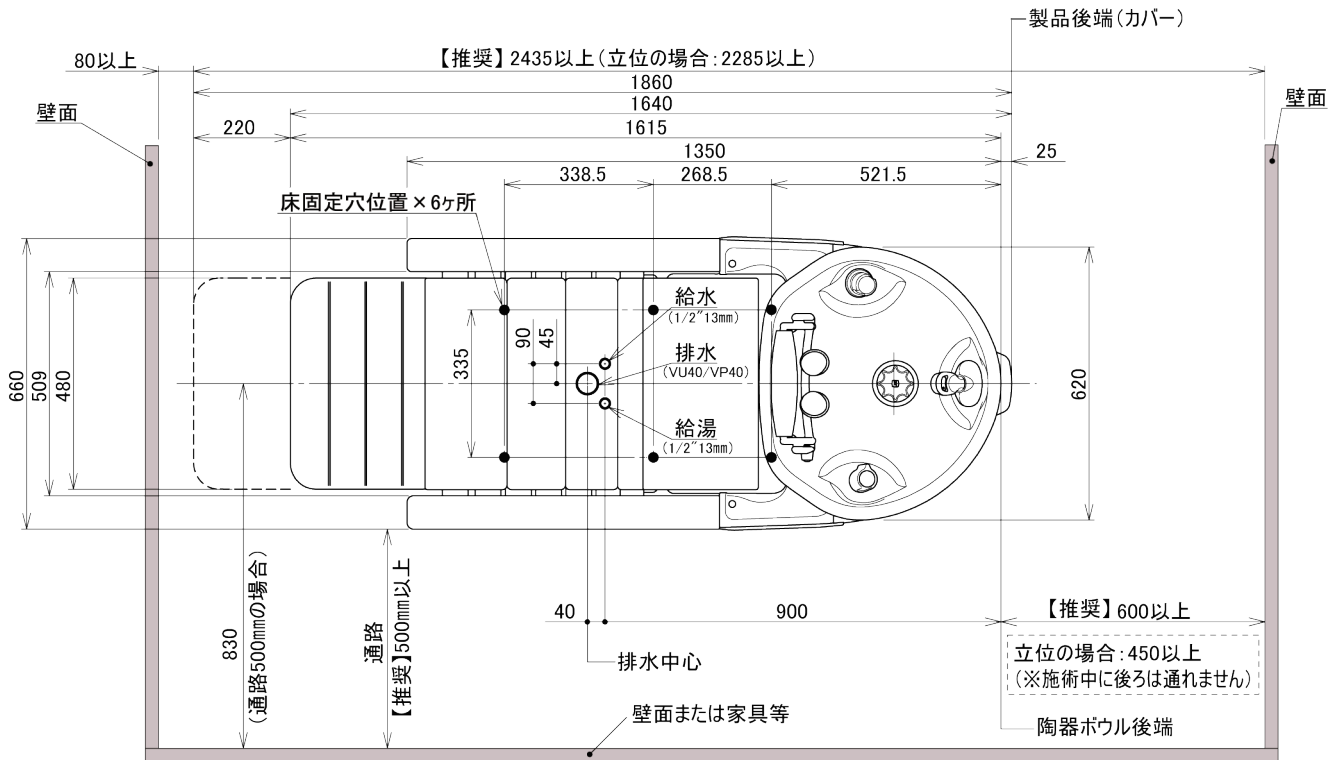 製品後端（カバー）
80以上
【推奨】2435以上（立位の場合：2285以上）
1860
壁面
壁面
1640
220
1615
1350
25
338.5
268.5
521.5
床固定穴位置×6ヶ所
給水
(1/2"13mm)
90
45
335
排水
(VU40/VP40)
660
509
480
620
給湯
(1/2"13mm)
830
(通路500mmの場合)
通路
【推奨】500mm以上
40
900
【推奨】600以上
排水中心
立位の場合：450以上
(※施術中に後ろは通れません)
壁面または家具等
陶器ボウル後端